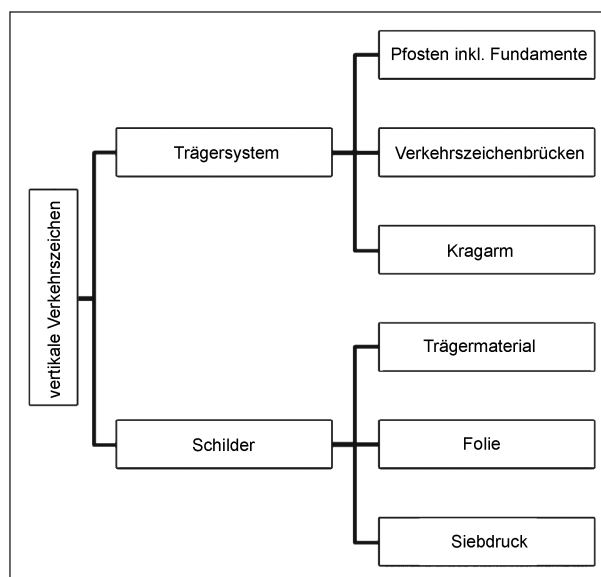 vertikale Verkehrszeichen
Trägersystem
Pfosten inkl. Fundamente
Verkehrszeichenbrücken
Kragarm
Schilder
Trägermaterial
Folie
Siebdruck